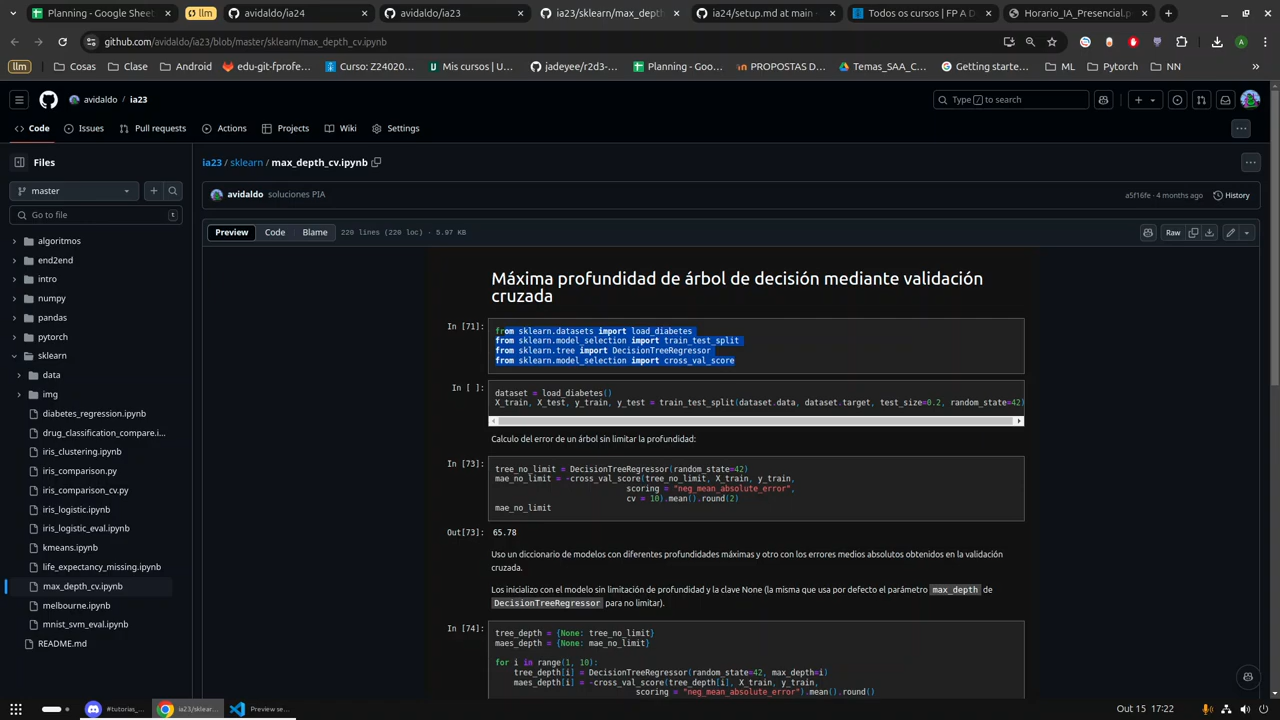 Planning - Google Sheet
llm
avidaldo/ia24
avidaldo/ia23
ia23/sklearn/max_depth
ia24/setup.md at main
Todos os cursos | FP A D
Horario_IA_Presencial.p
github.com/avidaldo/ia23/blob/master/sklearn/max_depth_cv.ipynb
llm
Cosas
Clase
Android
edu-git-fprofe...
Curso: Z24020...
Mis cursos | U...
jadeyee/r2d3-...
Planning - Goo...
PROPOSTAS D...
Temas_SAA_C...
Getting starte...
ML
Pytorch
NN
avidaldo / ia23
Type / to search
Code
Issues
Pull requests
Actions
Projects
Wiki
Settings
Files
ia23 / sklearn / max_depth_cv.ipynb
master
avidaldo soluciones PIA
a5f16fe · 4 months ago
History
Go to file
t
Preview
Code
Blame
220 lines (220 loc) · 5.97 KB
Raw
algoritmos
end2end
intro
numpy
pandas
pytorch
sklearn
data
img
diabetes_regression.ipynb
drug_classification_compare.i...
iris_clustering.ipynb
iris_comparison.py
iris_comparison_cv.py
iris_logistic.ipynb
iris_logistic_eval.ipynb
kmeans.ipynb
life_expectancy_missing.ipynb
max_depth_cv.ipynb
melbourne.ipynb
mnist_svm_eval.ipynb
README.md
Máxima profundidad de árbol de decisión mediante validación
cruzada
In [71]:
from sklearn.datasets import load_diabetes
from sklearn.model_selection import train_test_split
from sklearn.tree import DecisionTreeRegressor
from sklearn.model_selection import cross_val_score
In [ ]:
dataset = load_diabetes()
X_train, X_test, y_train, y_test = train_test_split(dataset.data, dataset.target, test_size=0.2, random_state=42)
Calculo del error de un árbol sin limitar la profundidad:
In [73]:
tree_no_limit = DecisionTreeRegressor(random_state=42)
mae_no_limit = -cross_val_score(tree_no_limit, X_train, y_train,
scoring = "neg_mean_absolute_error",
cv = 10).mean().round(2)
mae_no_limit
Out[73]: 65.78
Uso un diccionario de modelos con diferentes profundidades máximas y otro con los errores medios absolutos obtenidos en la validación
cruzada.
Los inicializo con el modelo sin limitación de profundidad y la clave None (la misma que usa por defecto el parámetro max_depth de
DecisionTreeRegressor para no limitar).
In [74]:
tree_depth = {None: tree_no_limit}
maes_depth = {None: mae_no_limit}
for i in range(1, 10):
tree_depth[i] = DecisionTreeRegressor(random_state=42, max_depth=i)
maes_depth[i] = -cross_val_score(tree_depth[i], X_train, y_train,
scoring = "neg_mean_absolute_error").mean().round()
#tutorias_...
ia23/sklear...
Preview se...
Oct 15 17:22